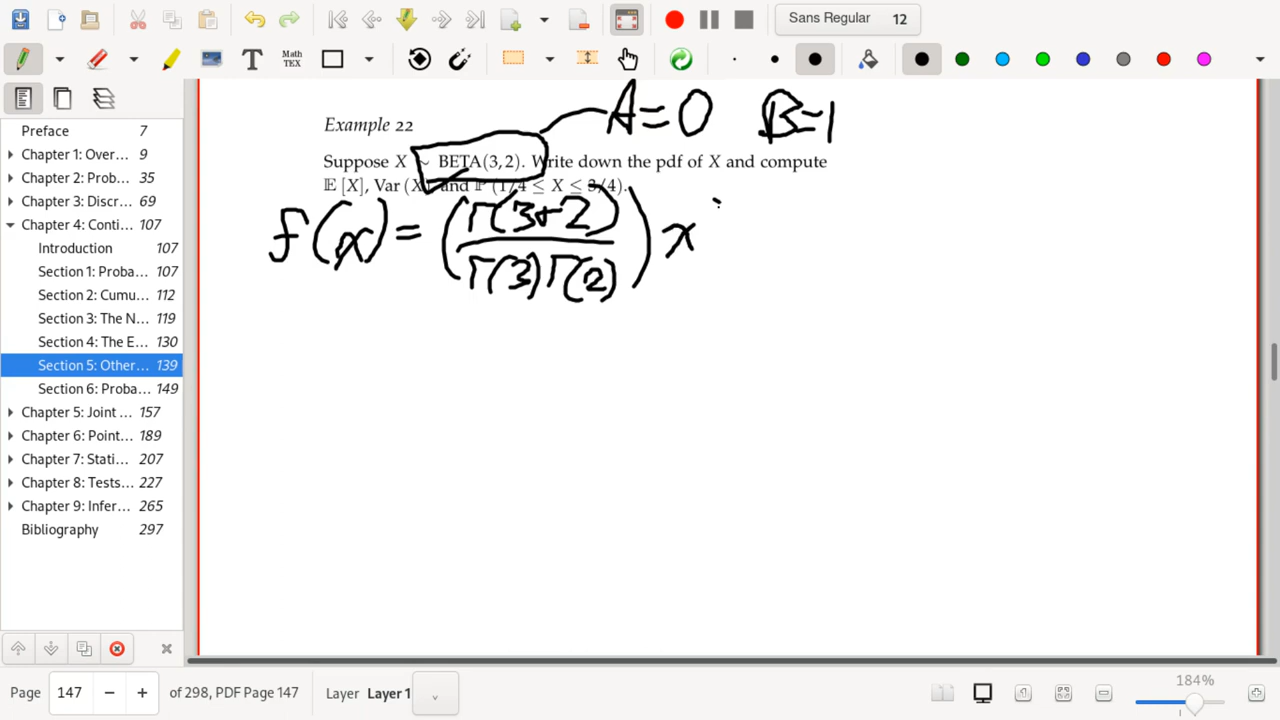 Sans Regular 12
T Math TEX
Preface 7
Chapter 1: Over... 9
Chapter 2: Prob... 35
Chapter 3: Discr... 69
Chapter 4: Conti... 107
Introduction 107
Section 1: Proba... 107
Section 2: Cumu... 112
Section 3: The N... 119
Section 4: The E... 130
Section 5: Other... 139
Section 6: Proba... 149
Chapter 5: Joint ... 157
Chapter 6: Point... 189
Chapter 7: Stati... 207
Chapter 8: Tests... 227
Chapter 9: Infer... 265
Bibliography 297
A=0 B=1
Example 22
Suppose X ~ BETA(3, 2). Write down the pdf of X and compute
𝔼 [X], Var (X) and ℙ (1/4 ≤ X ≤ 3/4).
f(x) = (Γ(3+2) / Γ(3)Γ(2)) x
Page 147 − + of 298, PDF Page 147 Layer Layer 1
184%